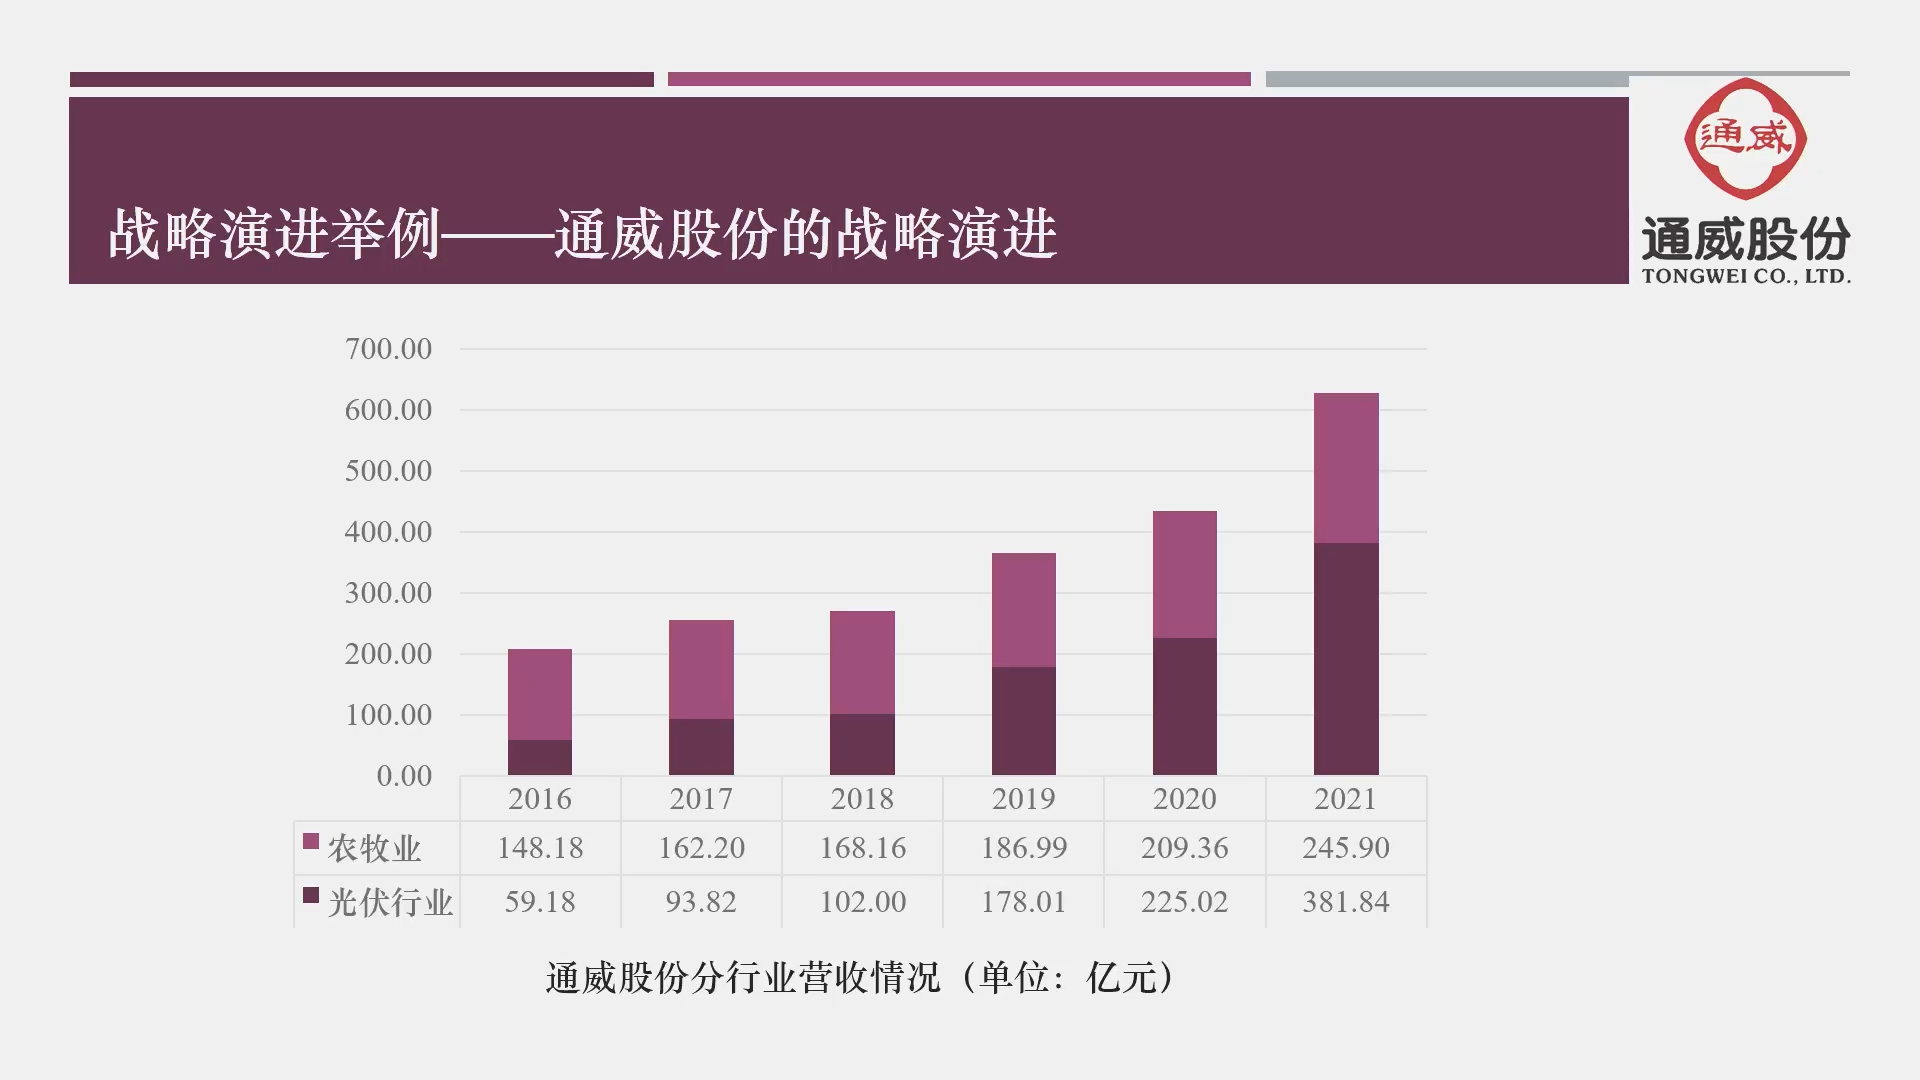 通威
通威股份
TONGWEI CO., LTD.
战略演进举例——通威股份的战略演进
700.00
600.00
500.00
400.00
300.00
200.00
100.00
0.00
2016 2017 2018 2019 2020 2021
农牧业 148.18 162.20 168.16 186.99 209.36 245.90
光伏行业 59.18 93.82 102.00 178.01 225.02 381.84
通威股份分行业营收情况（单位：亿元）